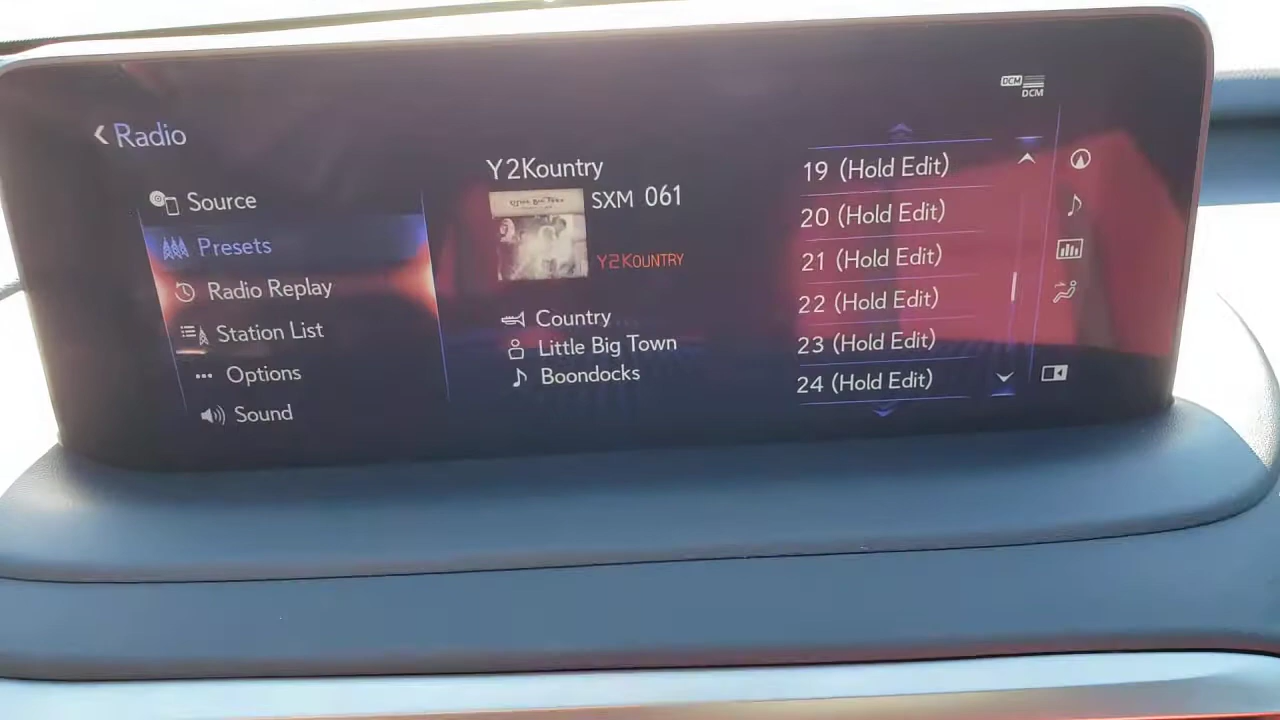 DCM
DCM
Radio
Source
Presets
Radio Replay
Station List
Options
Sound
Y2Kountry
SXM 061
Y2KOUNTRY
Country
Little Big Town
Boondocks
19 (Hold Edit)
20 (Hold Edit)
21 (Hold Edit)
22 (Hold Edit)
23 (Hold Edit)
24 (Hold Edit)